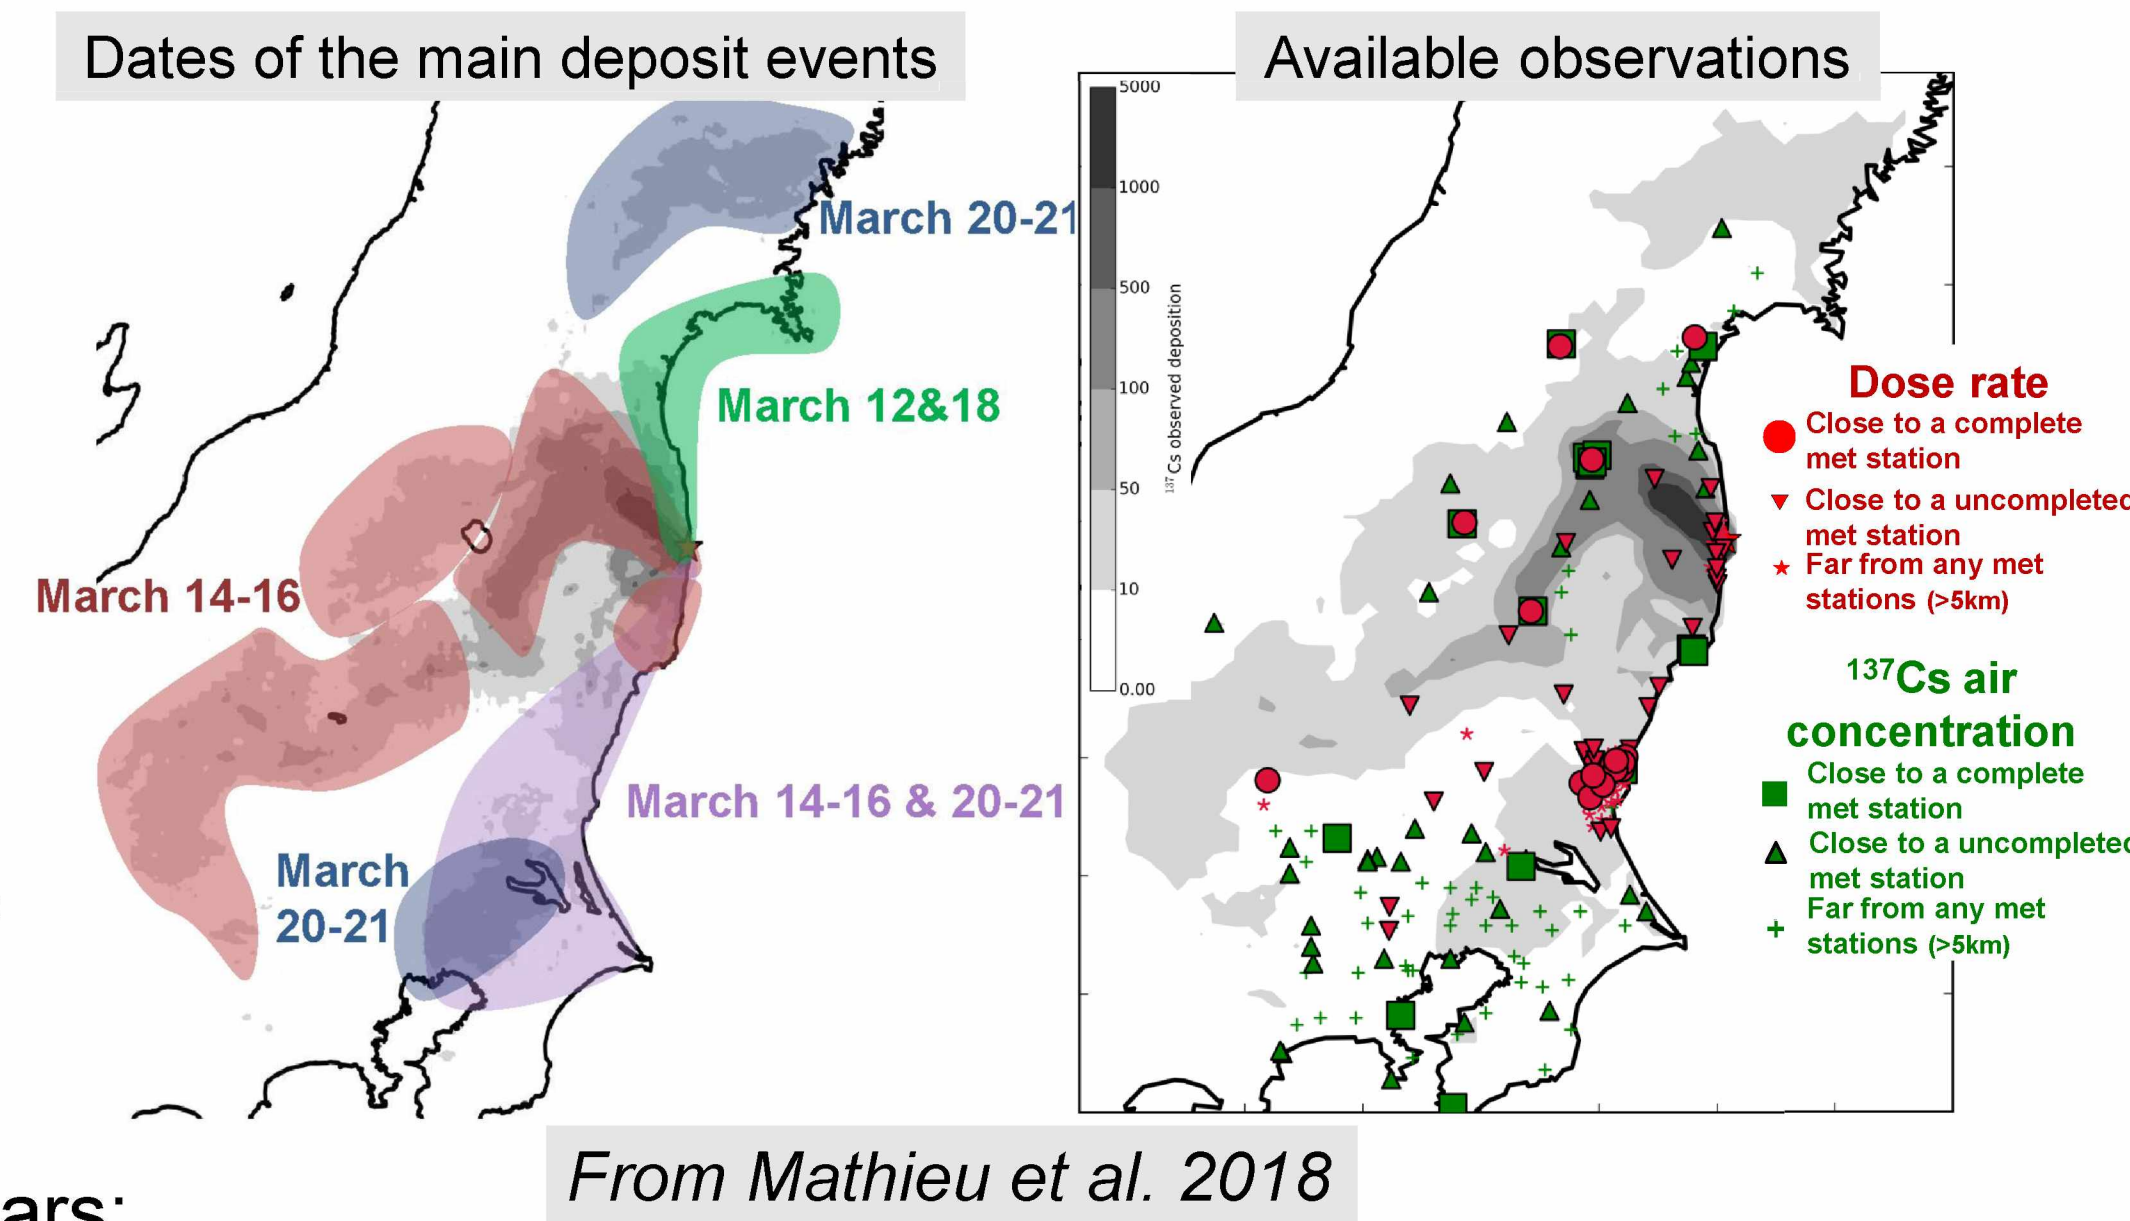 Dates of the main deposit events
March 20-21
March 12&18
March 14-16
March 14-16 & 20-21
March
20-21
Available observations
5000
1000
500
100
50
10
0.00
137Cs observed deposition
Dose rate
Close to a complete
met station
Close to a uncompleted
met station
Far from any met
stations (>5km)
137Cs air
concentration
Close to a complete
met station
Close to a uncompleted
met station
Far from any met
stations (>5km)
From Mathieu et al. 2018
ars: